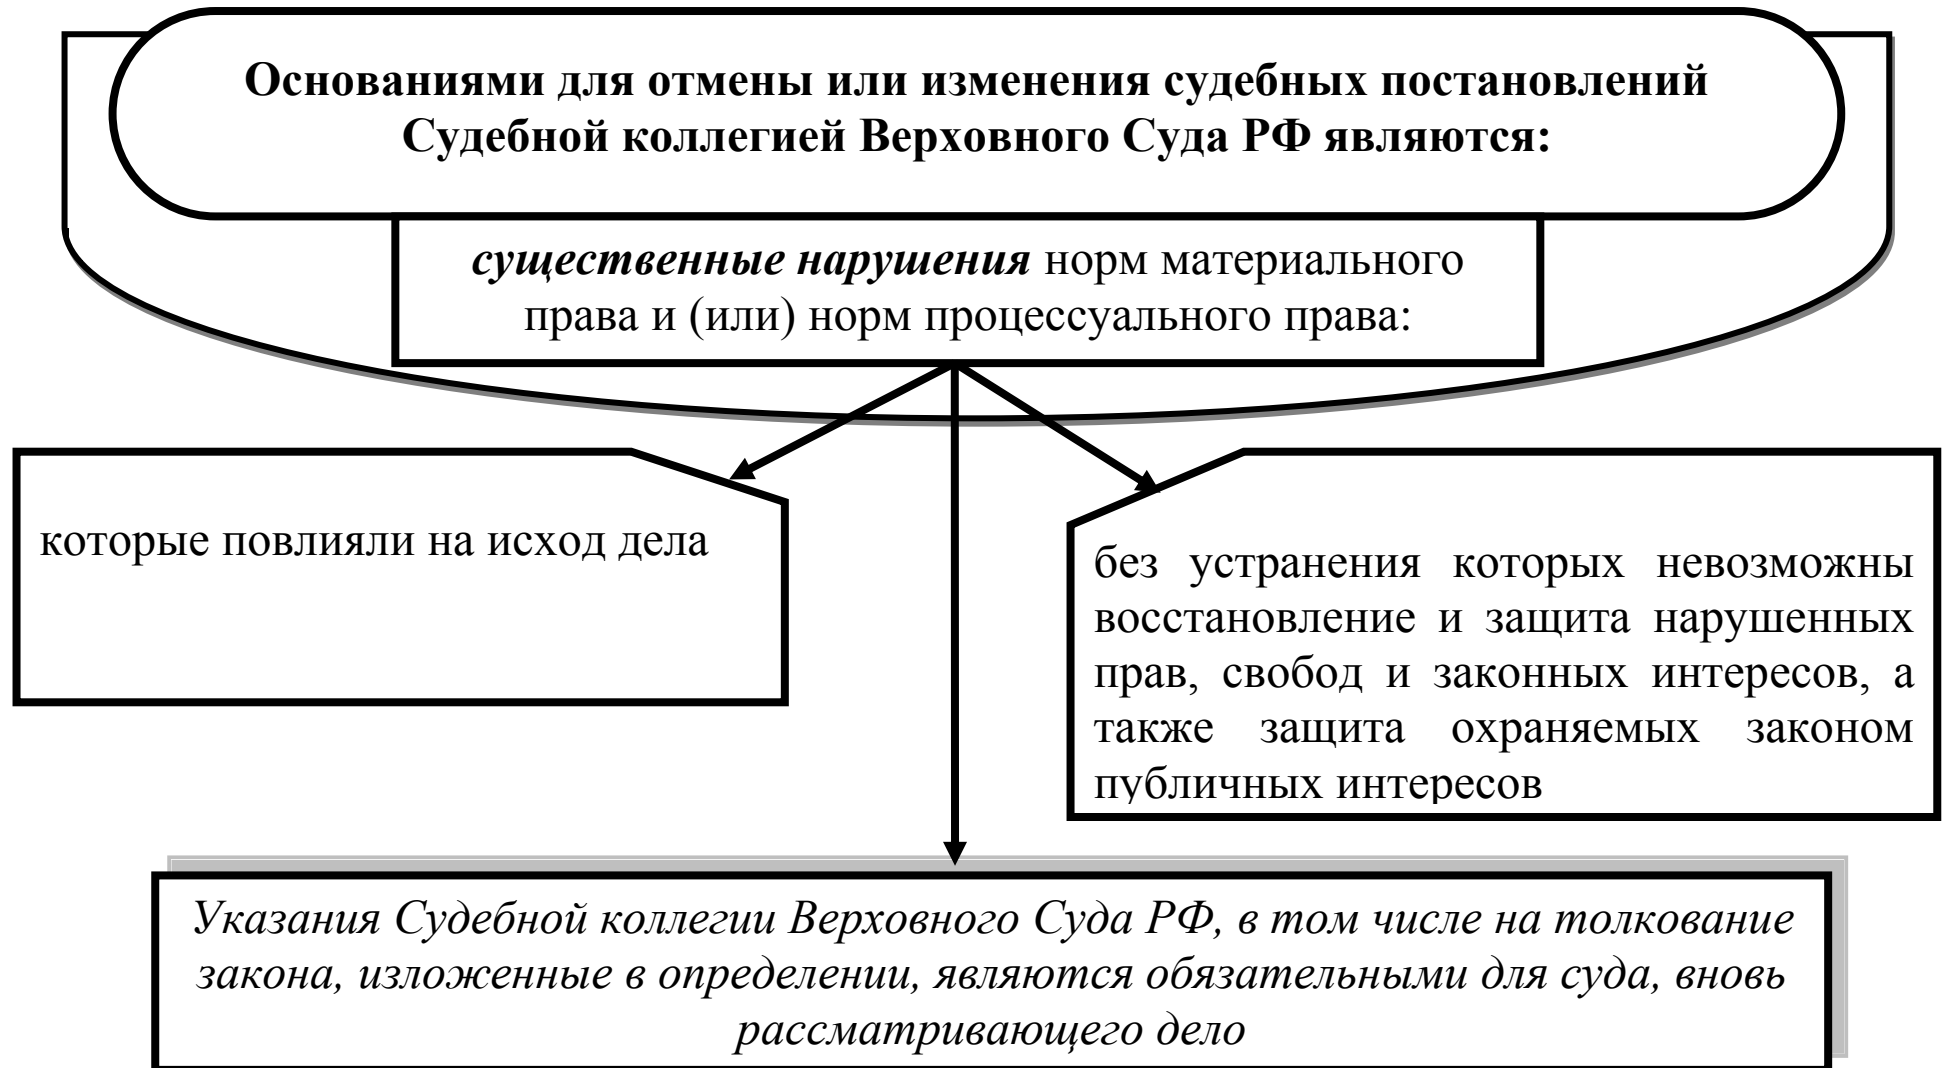 Основаниями для отмены или изменения судебных постановлений
Судебной коллегией Верховного Суда РФ являются:
существенные нарушения норм материального
права и (или) норм процессуального права:
которые повлияли на исход дела
без устранения которых невозможны
восстановление и защита нарушенных
прав, свобод и законных интересов, а
также защита охраняемых законом
публичных интересов
Указания Судебной коллегии Верховного Суда РФ, в том числе на толкование
закона, изложенные в определении, являются обязательными для суда, вновь
рассматривающего дело